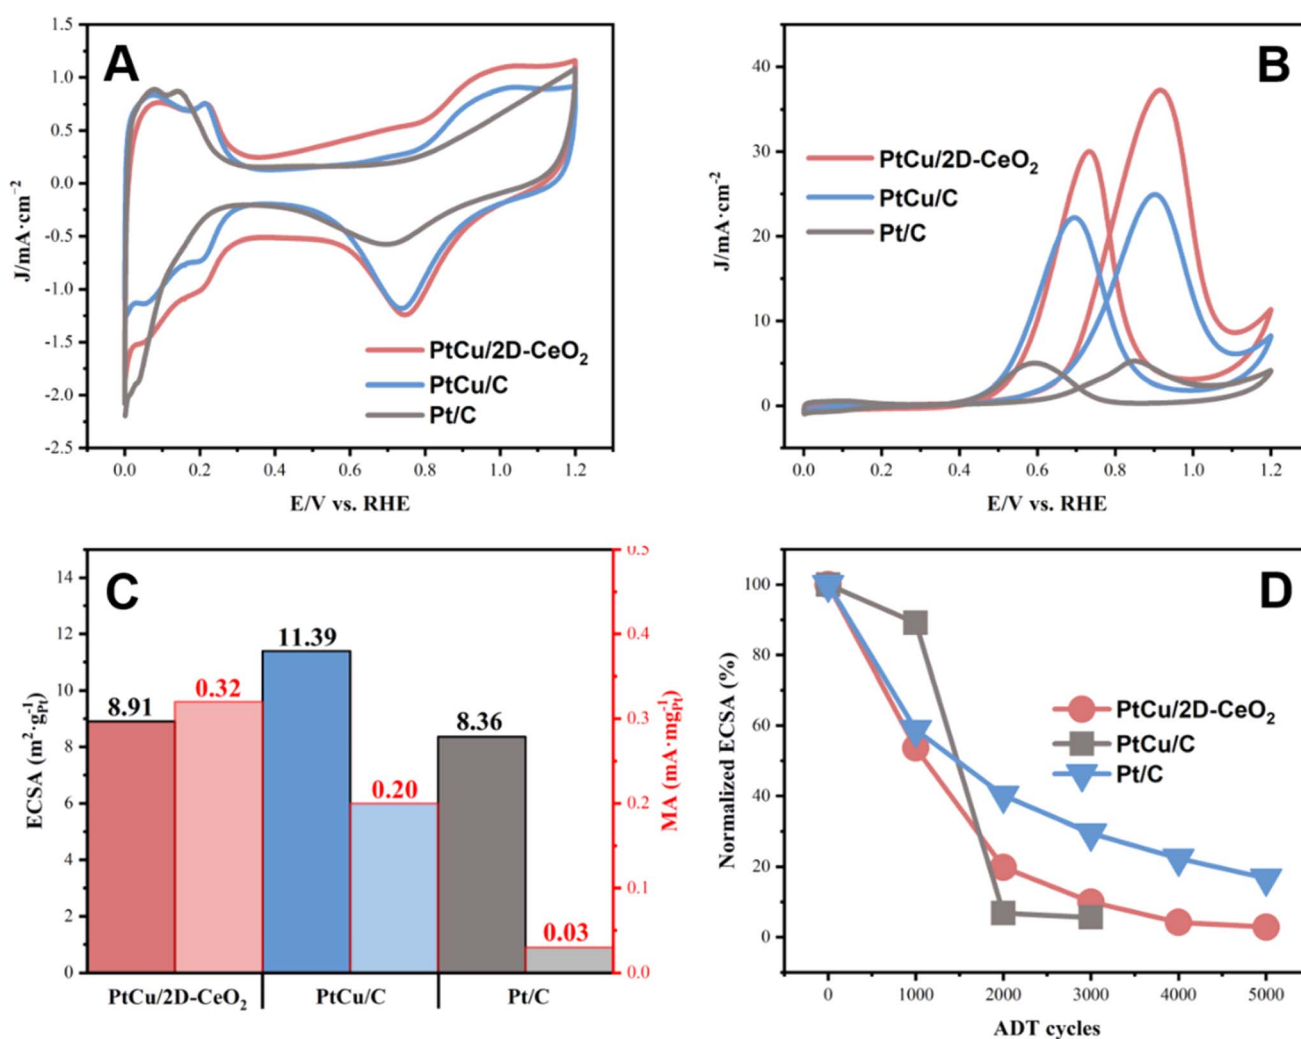 A
J/mA·cm⁻²
1.5
1.0
0.5
0.0
-0.5
-1.0
-1.5
-2.0
-2.5
PtCu/2D-CeO₂
PtCu/C
Pt/C
0.0 0.2 0.4 0.6 0.8 1.0 1.2
E/V vs. RHE
B
J/mA·cm⁻²
40
30
20
10
0
PtCu/2D-CeO₂
PtCu/C
Pt/C
0.0 0.2 0.4 0.6 0.8 1.0 1.2
E/V vs. RHE
C
ECSA (m²·g⁻¹Pt)
14
12
10
8
6
4
2
0
8.91
0.32
11.39
0.20
8.36
0.03
0.5
0.4
0.3
0.2
0.1
0.0
MA (mA·mg⁻¹Pt)
PtCu/2D-CeO₂ PtCu/C Pt/C
D
Normalized ECSA (%)
100
80
60
40
20
0
PtCu/2D-CeO₂
PtCu/C
Pt/C
0 1000 2000 3000 4000 5000
ADT cycles